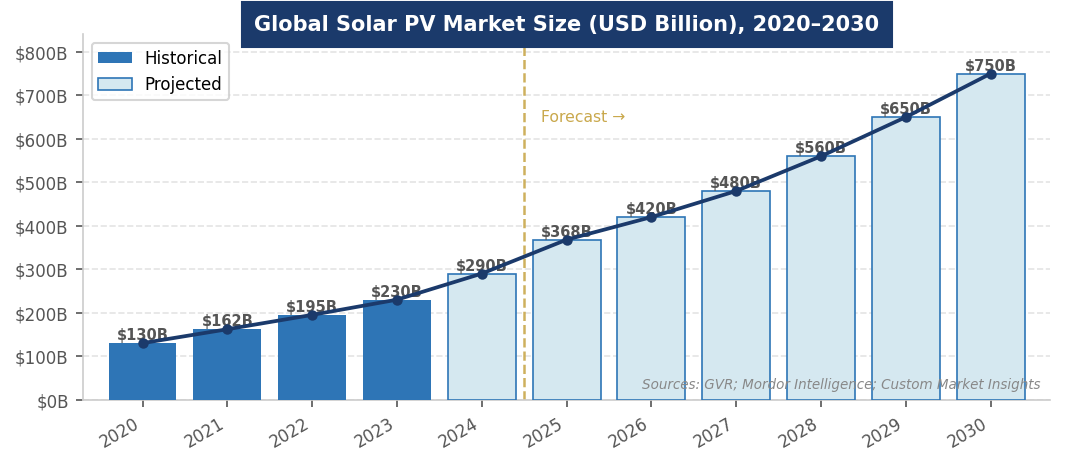 Global Solar PV Market Size (USD Billion), 2020–2030
$800B
$700B
$600B
$500B
$400B
$300B
$200B
$100B
$0B
Historical
Projected
Forecast →
$130B
$162B
$195B
$230B
$290B
$368B
$420B
$480B
$560B
$650B
$750B
Sources: GVR; Mordor Intelligence; Custom Market Insights
2020
2021
2022
2023
2024
2025
2026
2027
2028
2029
2030